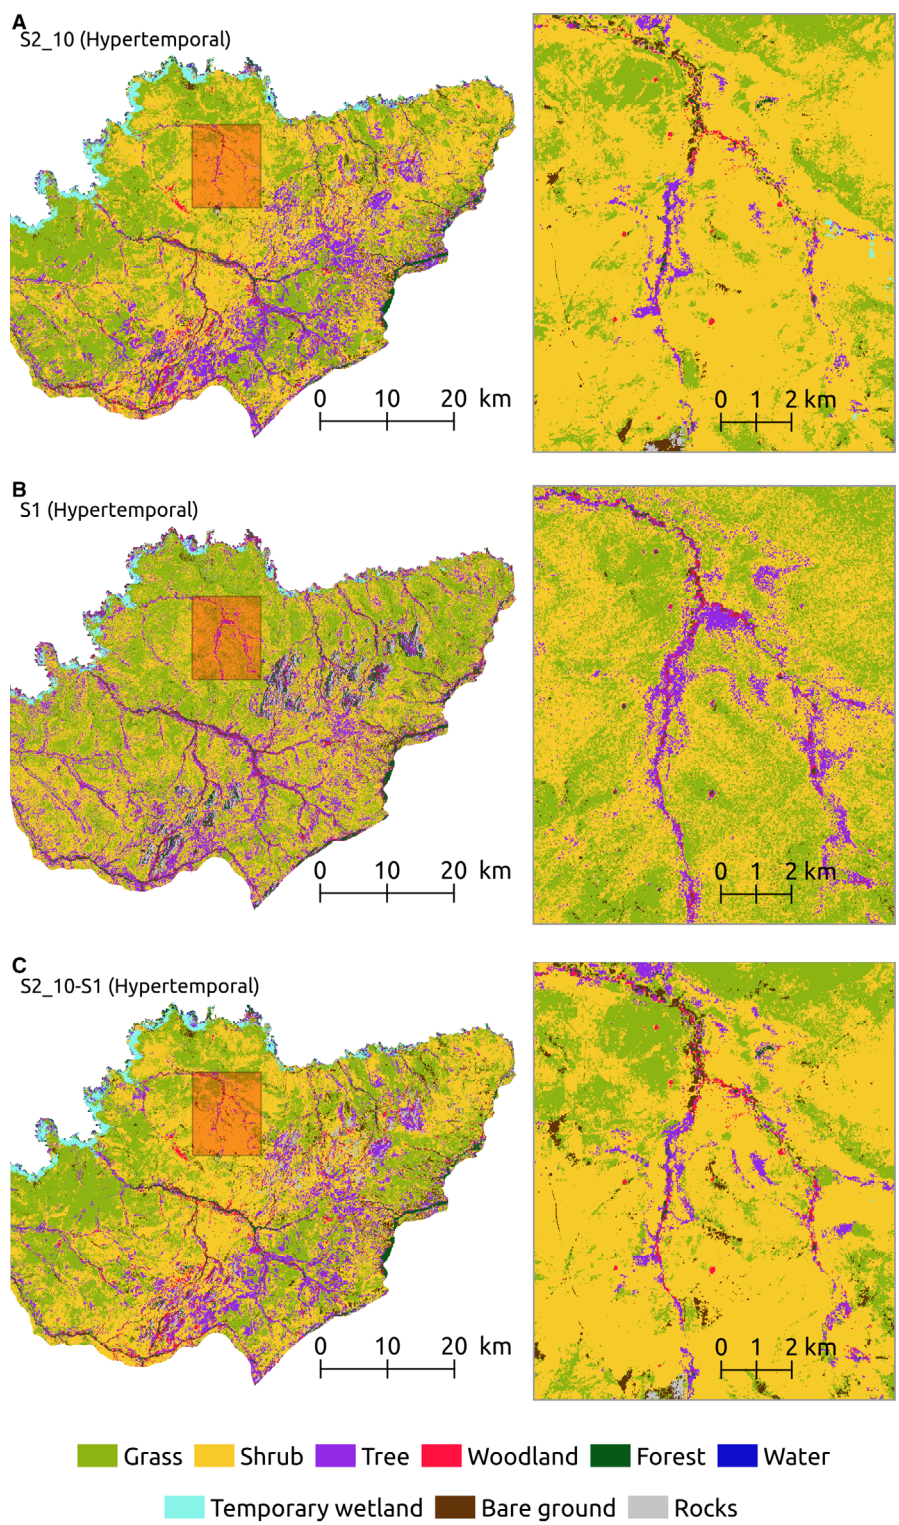 A
S2_10 (Hypertemporal)
0 10 20 km
0 1 2 km
B
S1 (Hypertemporal)
0 10 20 km
0 1 2 km
C
S2_10-S1 (Hypertemporal)
0 10 20 km
0 1 2 km
Grass Shrub Tree Woodland Forest Water
Temporary wetland Bare ground Rocks